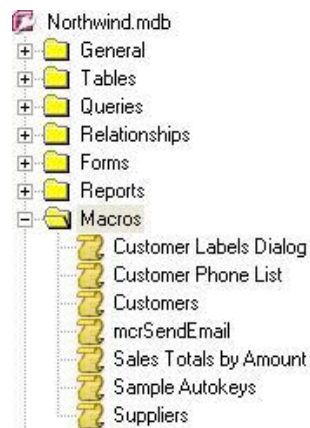 Northwind.mdb
General
Tables
Queries
Relationships
Forms
Reports
Macros
Customer Labels Dialog
Customer Phone List
Customers
mcrSendEmail
Sales Totals by Amount
Sample Autokeys
Suppliers